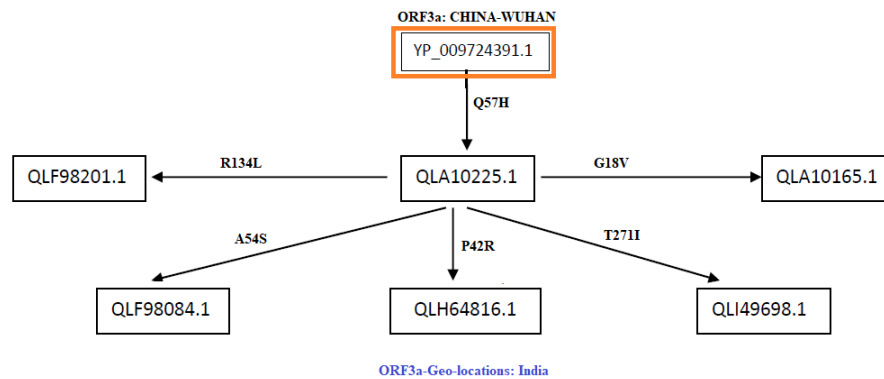 ORF3a: CHINA-WUHAN
YP_009724391.1
Q57H
R134L
G18V
QLF98201.1
QLA10225.1
QLA10165.1
A54S
P42R
T271I
QLF98084.1
QLH64816.1
QLI49698.1
ORF3a-Geo-locations: India